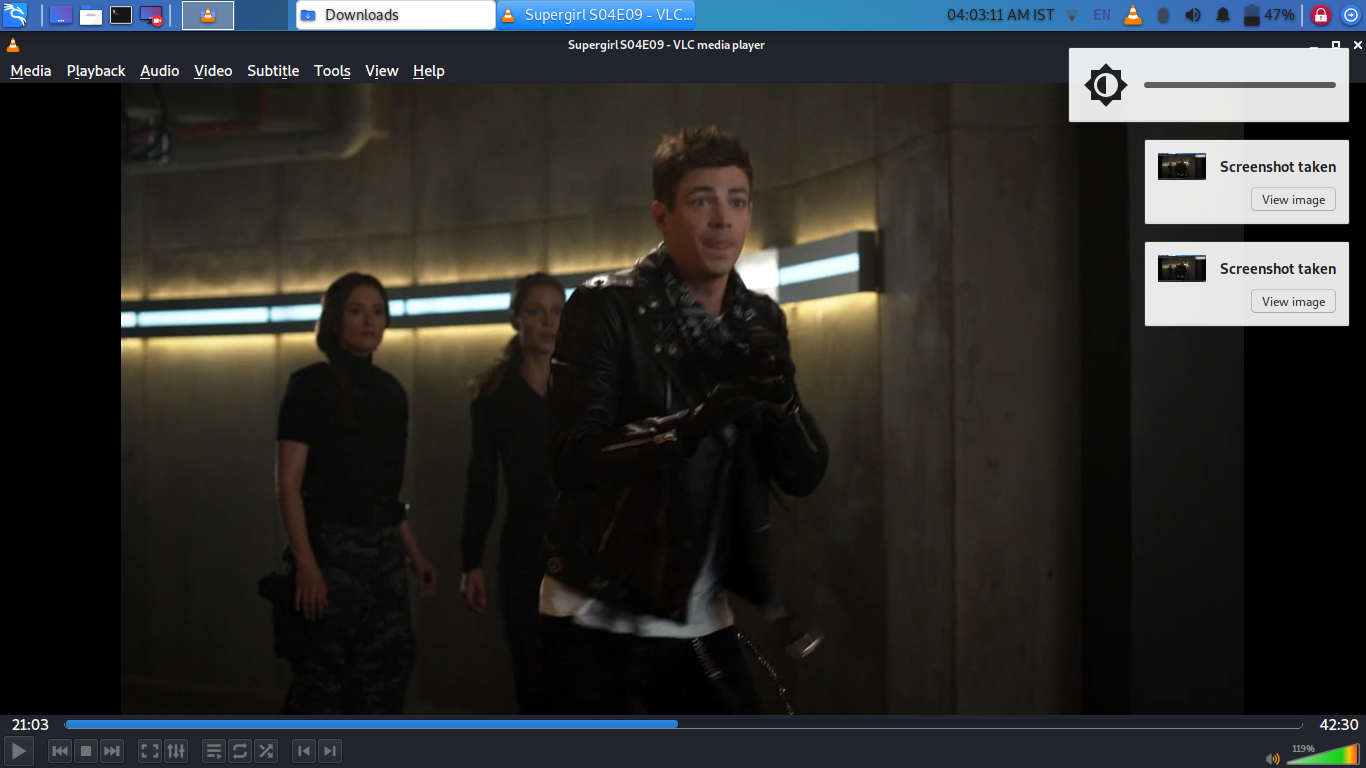 Downloads
Supergirl S04E09 - VLC...
04:03:11 AM IST
EN
47%
Supergirl S04E09 - VLC media player
Media Playback Audio Video Subtitle Tools View Help
Screenshot taken
View image
Screenshot taken
View image
21:03
42:30
119%